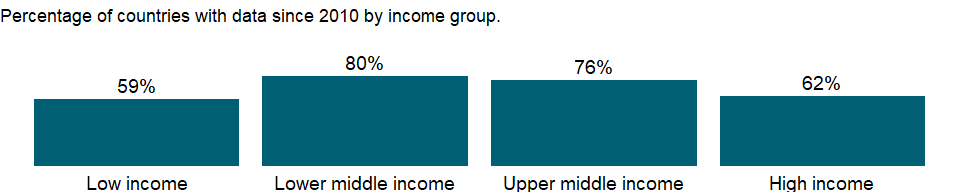 Percentage of countries with data since 2010 by income group.
59%
80%
76%
62%
Low income
Lower middle income
Upper middle income
High income